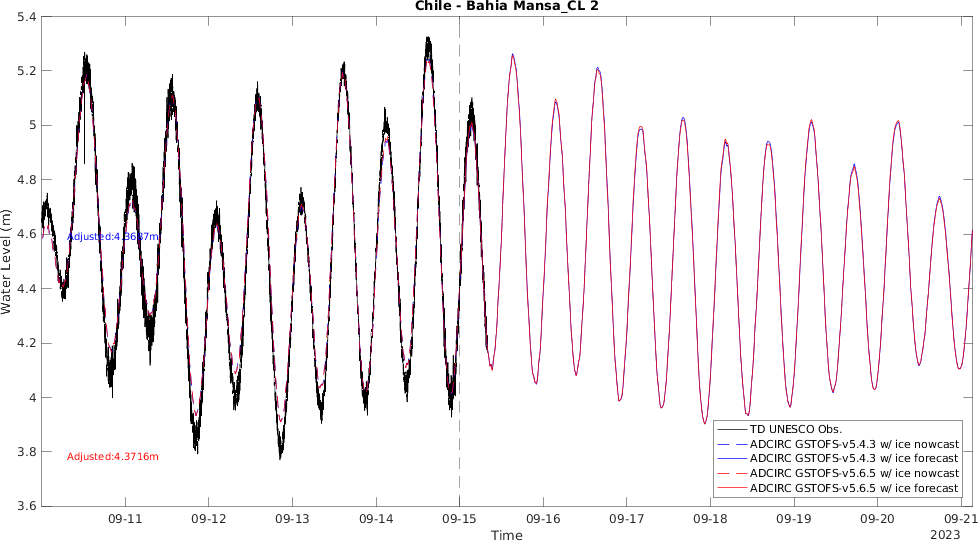 Chile - Bahia Mansa_CL 2
5.4
5.2
5
4.8
4.6
4.4
4.2
4
3.8
3.6
Water Level (m)
Adjusted:4.3687m
Adjusted:4.3716m
TD UNESCO Obs.
ADCIRC GSTOFS-v5.4.3 w/ ice nowcast
ADCIRC GSTOFS-v5.4.3 w/ ice forecast
ADCIRC GSTOFS-v5.6.5 w/ ice nowcast
ADCIRC GSTOFS-v5.6.5 w/ ice forecast
09-11 09-12 09-13 09-14 09-15 09-16 09-17 09-18 09-19 09-20 09-21
Time
2023